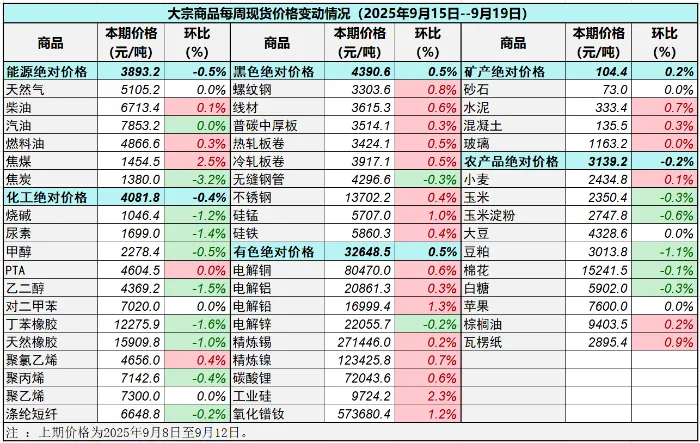 大宗商品每周现货价格变动情况（2025年9月15日--9月19日）
商品 本期价格(元/吨) 环比(%) 商品 本期价格(元/吨) 环比(%) 商品 本期价格(元/吨) 环比(%)
能源绝对价格 3893.2 -0.5% 黑色绝对价格 4390.6 0.5% 矿产绝对价格 104.4 0.2%
天然气 5105.2 0.0% 螺纹钢 3303.6 0.8% 砂石 73.0 0.0%
柴油 6713.4 0.1% 线材 3615.3 0.6% 水泥 333.4 0.7%
汽油 7853.2 0.0% 普碳中厚板 3514.1 0.3% 混凝土 135.5 0.3%
燃料油 4866.6 0.3% 热轧板卷 3424.1 0.5% 玻璃 1163.2 0.0%
焦煤 1454.5 2.5% 冷轧板卷 3917.1 0.5% 农产品绝对价格 3139.2 -0.2%
焦炭 1380.0 -3.2% 无缝钢管 4296.6 -0.3% 小麦 2434.8 0.1%
化工绝对价格 4081.8 -0.4% 不锈钢 13702.2 0.4% 玉米 2350.4 -0.3%
烧碱 1046.4 -1.2% 硅锰 5707.0 1.0% 玉米淀粉 2747.8 -0.6%
尿素 1699.0 -1.4% 硅铁 5860.3 0.4% 大豆 4328.6 0.0%
甲醇 2278.4 -0.5% 有色绝对价格 32648.5 0.5% 豆粕 3013.8 -1.1%
PTA 4604.5 0.0% 电解铜 80470.0 0.6% 棉花 15241.5 -0.1%
乙二醇 4369.2 -1.5% 电解铝 20861.3 0.3% 白糖 5902.0 -0.3%
对二甲苯 7020.0 0.0% 电解铅 16999.4 1.3% 苹果 7600.0 0.0%
丁苯橡胶 12275.9 -1.6% 电解锌 22055.7 -0.2% 棕榈油 9403.5 0.2%
天然橡胶 15909.8 -1.0% 精炼锡 271446.0 0.2% 瓦楞纸 2895.4 0.9%
聚氯乙烯 4656.0 0.4% 精炼镍 123425.8 0.7%
聚丙烯 7142.6 -0.4% 碳酸锂 72043.6 0.6%
聚乙烯 7300.0 0.0% 工业硅 9724.2 2.3%
涤纶短纤 6648.8 -0.2% 氧化镨钕 573680.4 1.2%
注：上期价格为2025年9月8日至9月12日。